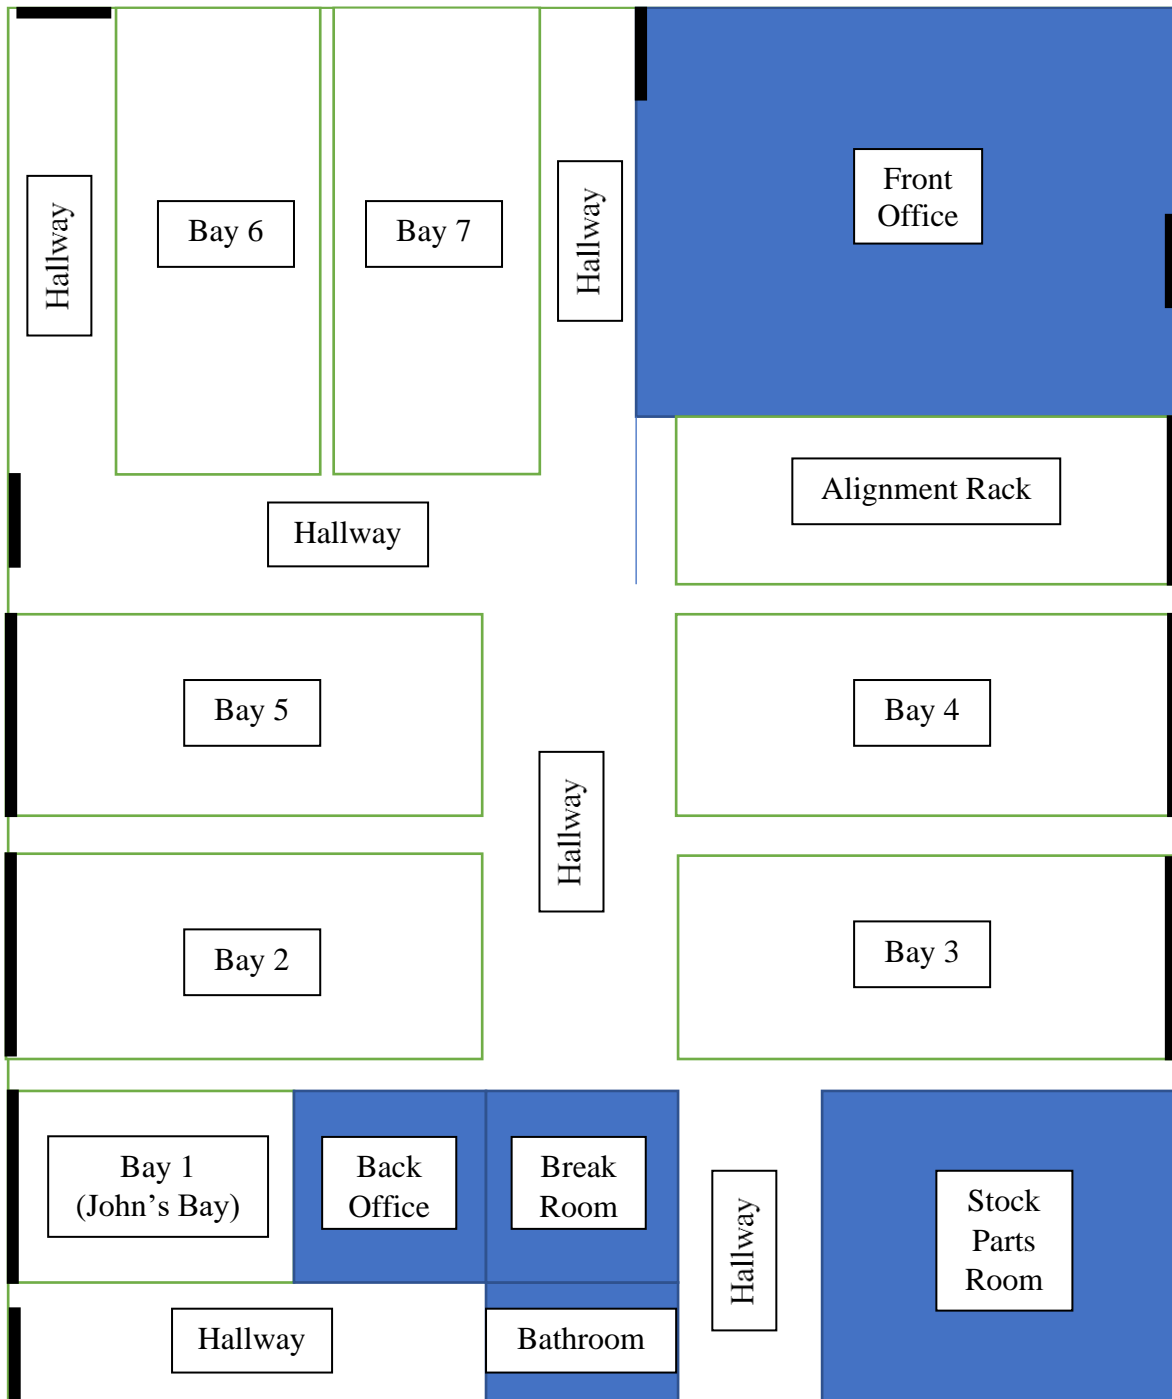 Front
Office
Hallway
Bay 6
Bay 7
Hallway
Alignment Rack
Hallway
Bay 5
Bay 4
Hallway
Bay 2
Bay 3
Bay 1
(John’s Bay)
Back
Office
Break
Room
Hallway
Stock
Parts
Room
Hallway
Bathroom